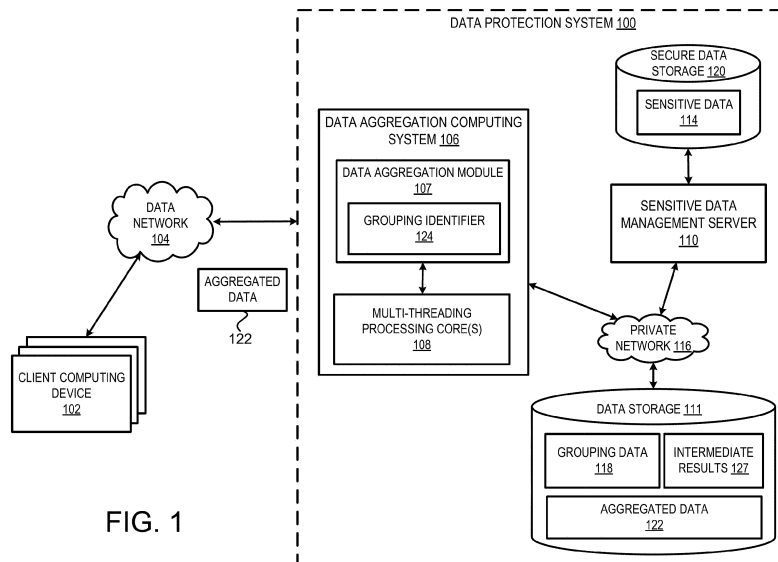 DATA PROTECTION SYSTEM 100
SECURE DATA
STORAGE 120
SENSITIVE DATA
114
DATA AGGREGATION COMPUTING
SYSTEM 106
DATA AGGREGATION MODULE
107
GROUPING IDENTIFIER
124
MULTI-THREADING
PROCESSING CORE(S)
108
SENSITIVE DATA
MANAGEMENT SERVER
110
DATA
NETWORK
104
AGGREGATED
DATA
122
CLIENT COMPUTING
DEVICE
102
PRIVATE
NETWORK 116
DATA STORAGE 111
GROUPING DATA
118
INTERMEDIATE
RESULTS 127
AGGREGATED DATA
122
FIG. 1